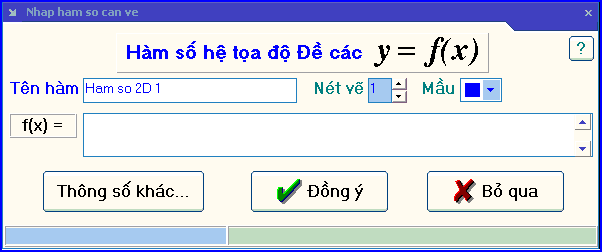 Nhap ham so can ve
Hàm số hệ tọa độ Đề các y = f(x)
?
Tên hàm Ham so 2D 1 Nét vẽ 1 Mầu
f(x) =
Thông số khác... Đồng ý Bỏ qua